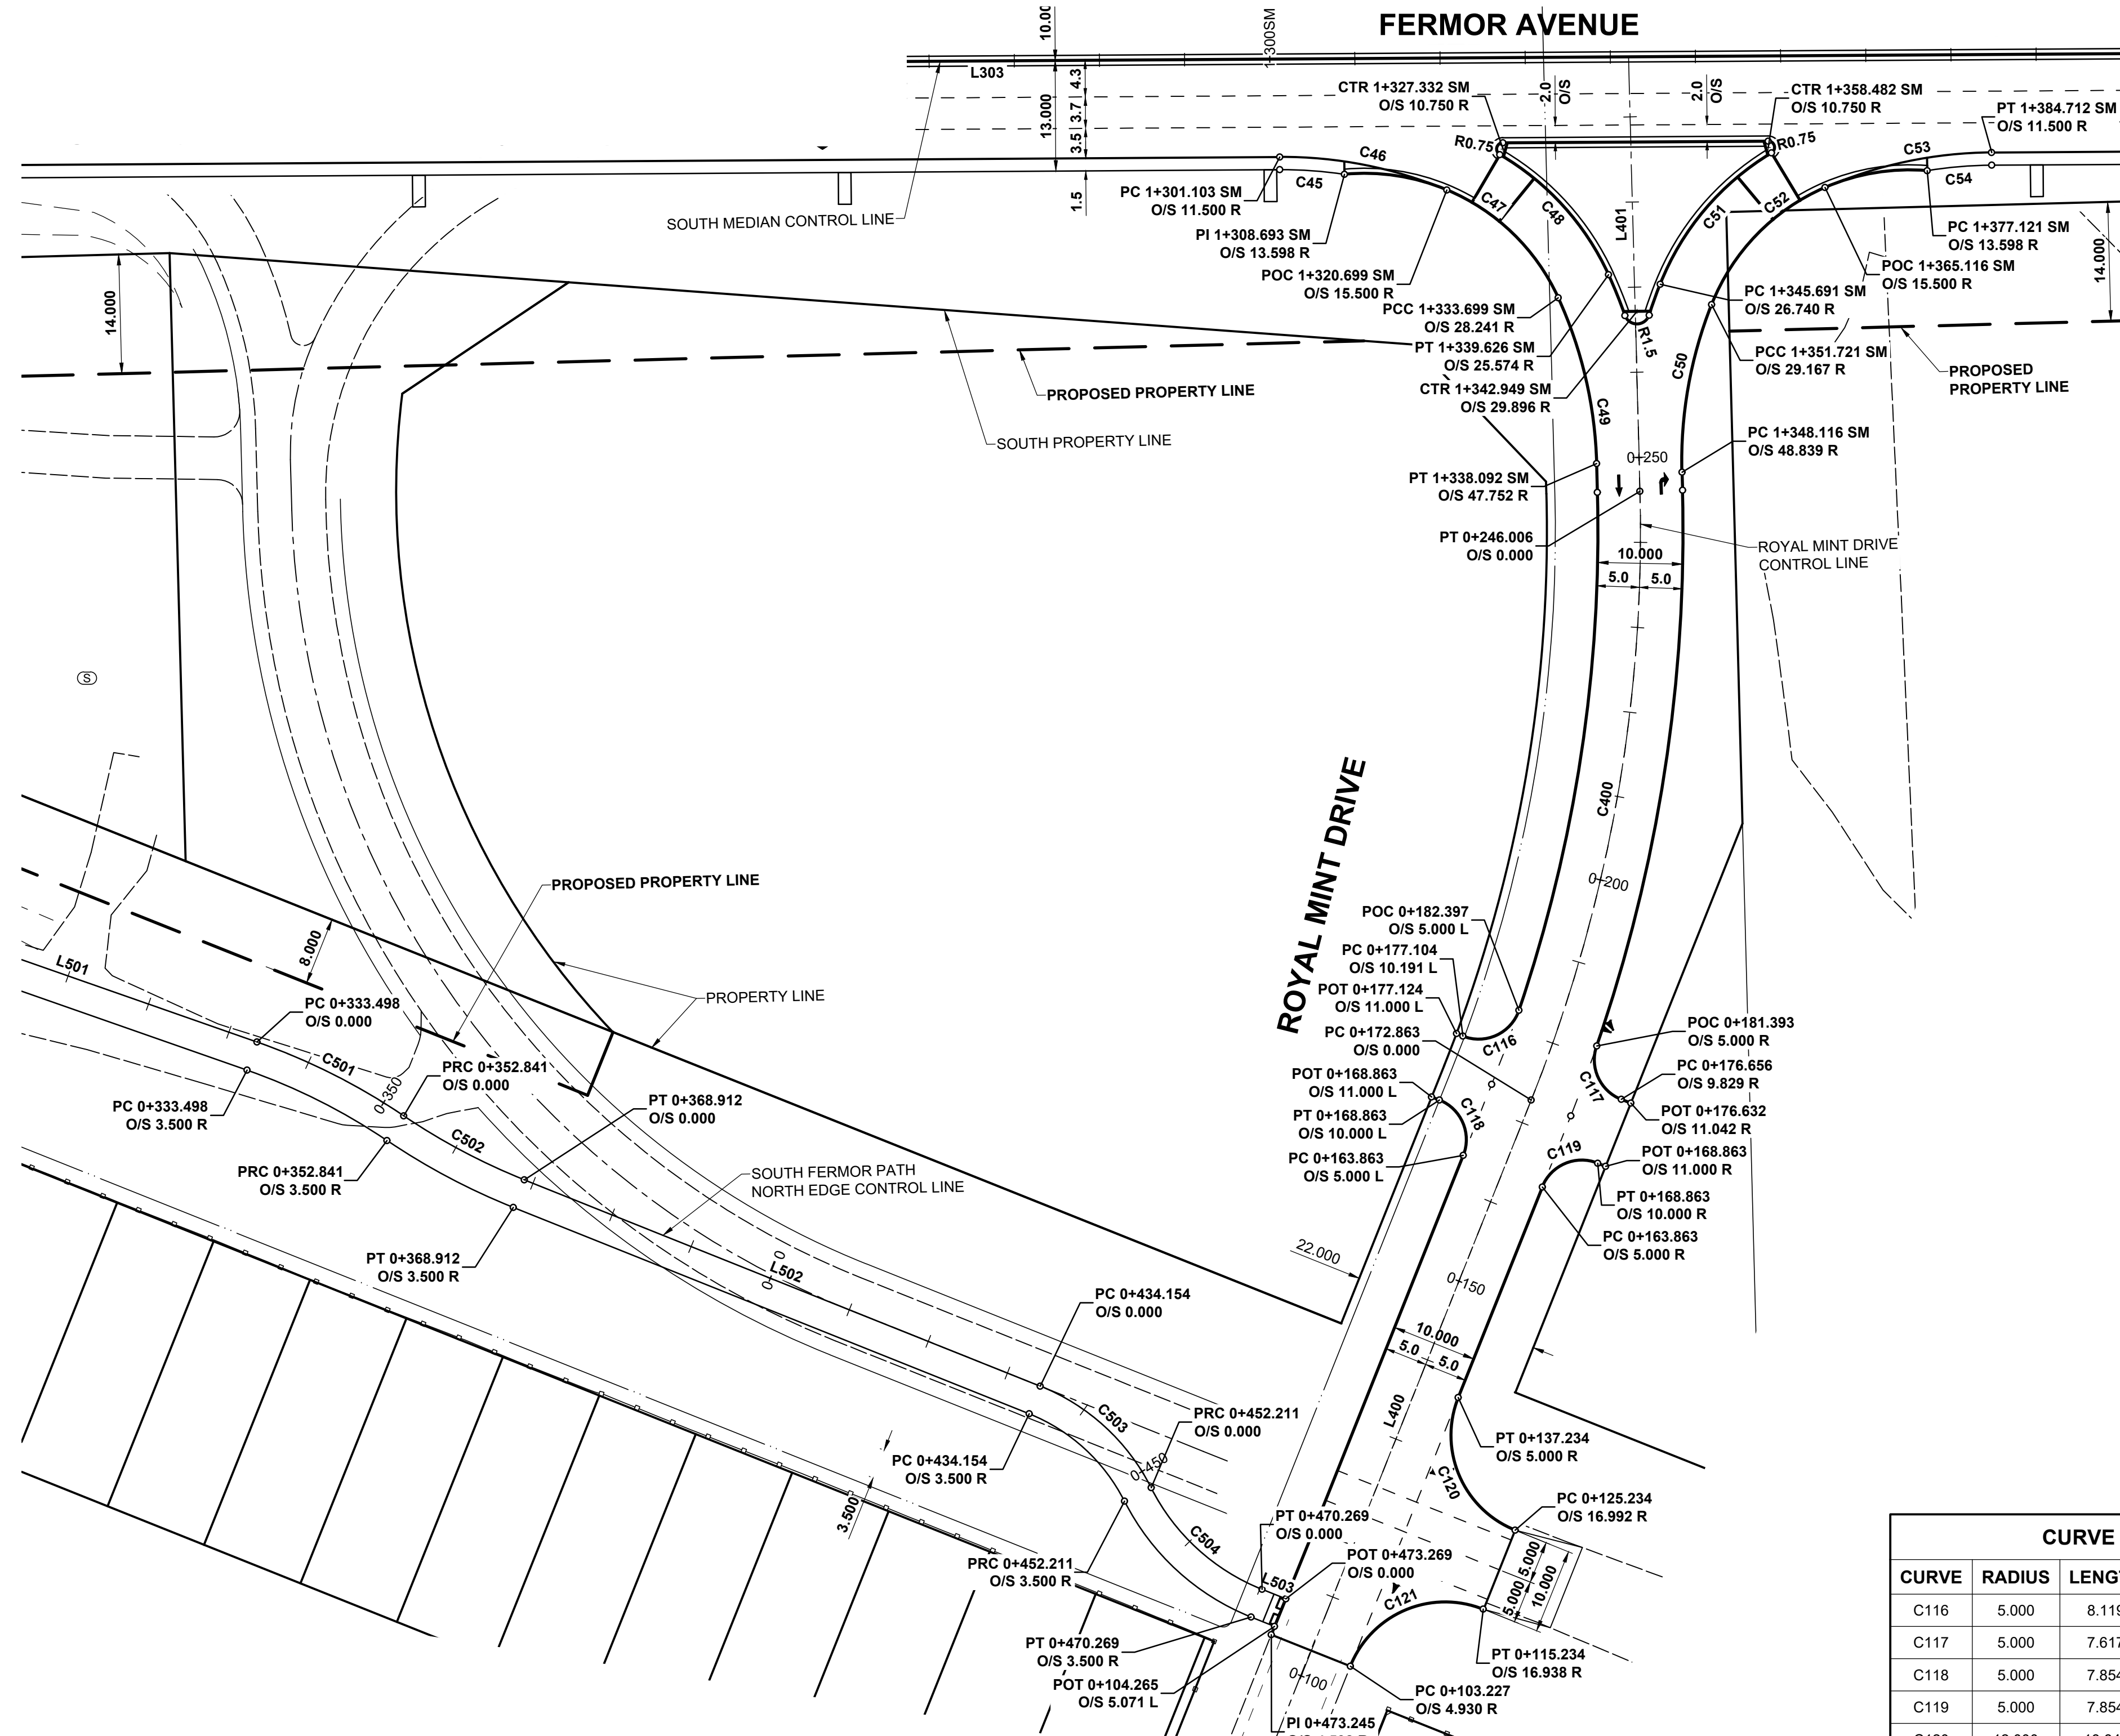 FERMOR AVENUE
1+300SM
L303
4.3
3.7
3.5
13.000
1.5
2.0
O/S
2.0
O/S
CTR 1+327.332 SM
O/S 10.750 R
CTR 1+358.482 SM
O/S 10.750 R
PT 1+384.712 SM
O/S 11.500 R
R0.75
R0.75
C46
C45
C47
C48
L401
C51
C52
C53
C54
PC 1+301.103 SM
O/S 11.500 R
SOUTH MEDIAN CONTROL LINE
PI 1+308.693 SM
O/S 13.598 R
PC 1+377.121 SM
O/S 13.598 R
POC 1+320.699 SM
O/S 15.500 R
POC 1+365.116 SM
O/S 15.500 R
14.000
14.000
PCC 1+333.699 SM
O/S 28.241 R
PC 1+345.691 SM
O/S 26.740 R
R1.5
PT 1+339.626 SM
O/S 25.574 R
PCC 1+351.721 SM
O/S 29.167 R
CTR 1+342.949 SM
O/S 29.896 R
PROPOSED
PROPERTY LINE
PROPOSED PROPERTY LINE
SOUTH PROPERTY LINE
C49
C50
PC 1+348.116 SM
O/S 48.839 R
0+250
PT 1+338.092 SM
O/S 47.752 R
PT 0+246.006
O/S 0.000
10.000
5.0
5.0
ROYAL MINT DRIVE
CONTROL LINE
S
C400
ROYAL MINT DRIVE
0+200
PROPOSED PROPERTY LINE
8.000
POC 0+182.397
O/S 5.000 L
PC 0+177.104
O/S 10.191 L
POT 0+177.124
O/S 11.000 L
PC 0+172.863
O/S 0.000
POT 0+168.863
O/S 11.000 L
PT 0+168.863
O/S 10.000 L
PC 0+163.863
O/S 5.000 L
C116
C117
C118
C119
POC 0+181.393
O/S 5.000 R
PC 0+176.656
O/S 9.829 R
POT 0+176.632
O/S 11.042 R
POT 0+168.863
O/S 11.000 R
PT 0+168.863
O/S 10.000 R
PC 0+163.863
O/S 5.000 R
L501
PC 0+333.498
O/S 0.000
PROPERTY LINE
C501
0+350
PRC 0+352.841
O/S 0.000
PC 0+333.498
O/S 3.500 R
C502
PT 0+368.912
O/S 0.000
PRC 0+352.841
O/S 3.500 R
SOUTH FERMOR PATH
NORTH EDGE CONTROL LINE
PT 0+368.912
O/S 3.500 R
L502
22.000
0+150
PC 0+434.154
O/S 0.000
10.000
5.0
5.0
L400
C503
PRC 0+452.211
O/S 0.000
PC 0+434.154
O/S 3.500 R
0+450
3.500
PT 0+137.234
O/S 5.000 R
C120
PC 0+125.234
O/S 16.992 R
PT 0+470.269
O/S 0.000
C504
POT 0+473.269
O/S 0.000
PRC 0+452.211
O/S 3.500 R
L503
C121
5.000
5.000
10.000
PT 0+470.269
O/S 3.500 R
PT 0+115.234
O/S 16.938 R
POT 0+104.265
O/S 5.071 L
0+100
PC 0+103.227
O/S 4.930 R
PI 0+473.245
CURVE
CURVE RADIUS
C116 5.000 8.119
C117 5.000
C118 5.000
C119 5.000